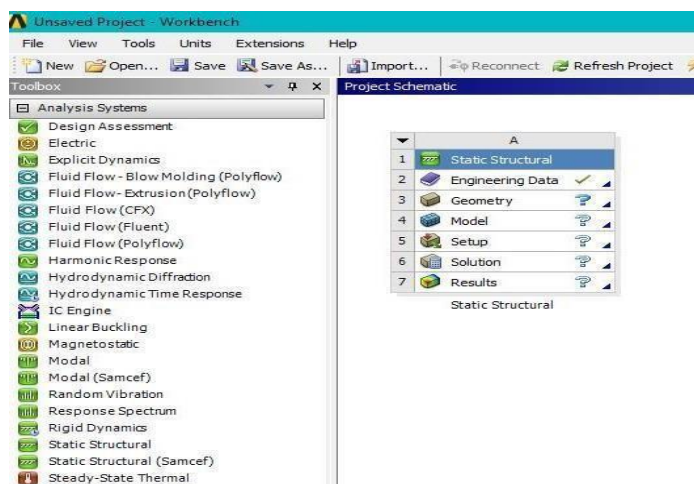 Unsaved Project - Workbench
File View Tools Units Extensions Help
New Open... Save Save As... Import... Reconnect Refresh Project
Toolbox
Project Schematic
Analysis Systems
Design Assessment
Electric
Explicit Dynamics
Fluid Flow - Blow Molding (Polyflow)
Fluid Flow - Extrusion (Polyflow)
Fluid Flow (CFX)
Fluid Flow (Fluent)
Fluid Flow (Polyflow)
Harmonic Response
Hydrodynamic Diffraction
Hydrodynamic Time Response
IC Engine
Linear Buckling
Magnetostatic
Modal
Modal (Samcef)
Random Vibration
Response Spectrum
Rigid Dynamics
Static Structural
Static Structural (Samcef)
Steady-State Thermal
A
1 Static Structural
2 Engineering Data
3 Geometry ?
4 Model ?
5 Setup ?
6 Solution ?
7 Results ?
Static Structural